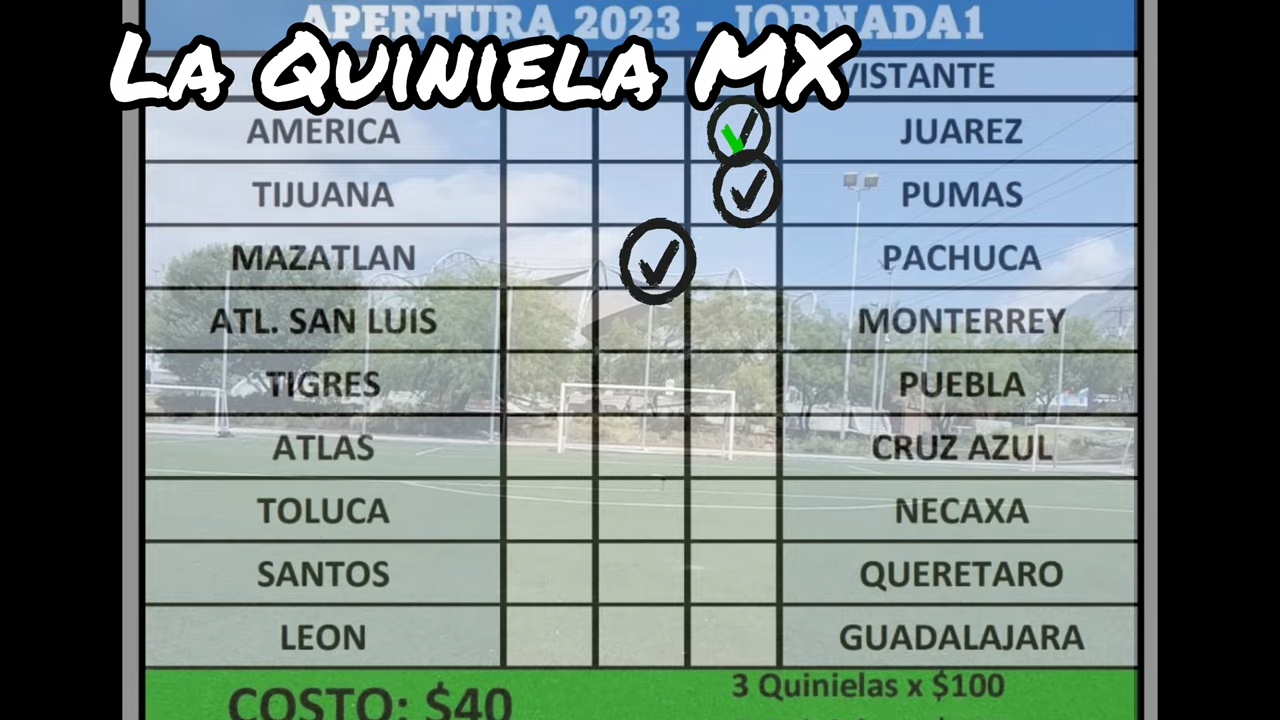 APERTURA 2023 - JORNADA1
LA QUINIELA MX
VISTANTE
AMERICA JUAREZ
TIJUANA PUMAS
MAZATLAN PACHUCA
ATL. SAN LUIS MONTERREY
TIGRES PUEBLA
ATLAS CRUZ AZUL
TOLUCA NECAXA
SANTOS QUERETARO
LEON GUADALAJARA
COSTO: $40 3 Quinielas x $100